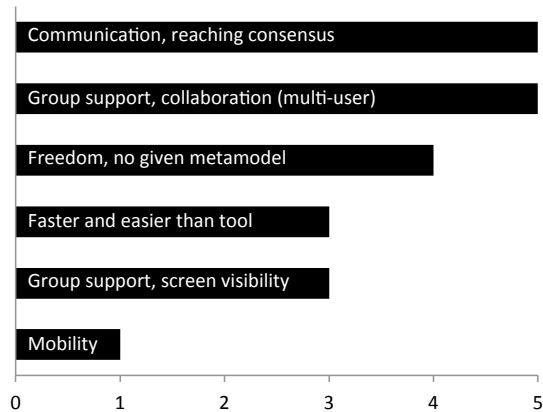 Communication, reaching consensus
Group support, collaboration (multi-user)
Freedom, no given metamodel
Faster and easier than tool
Group support, screen visibility
Mobility
0 1 2 3 4 5